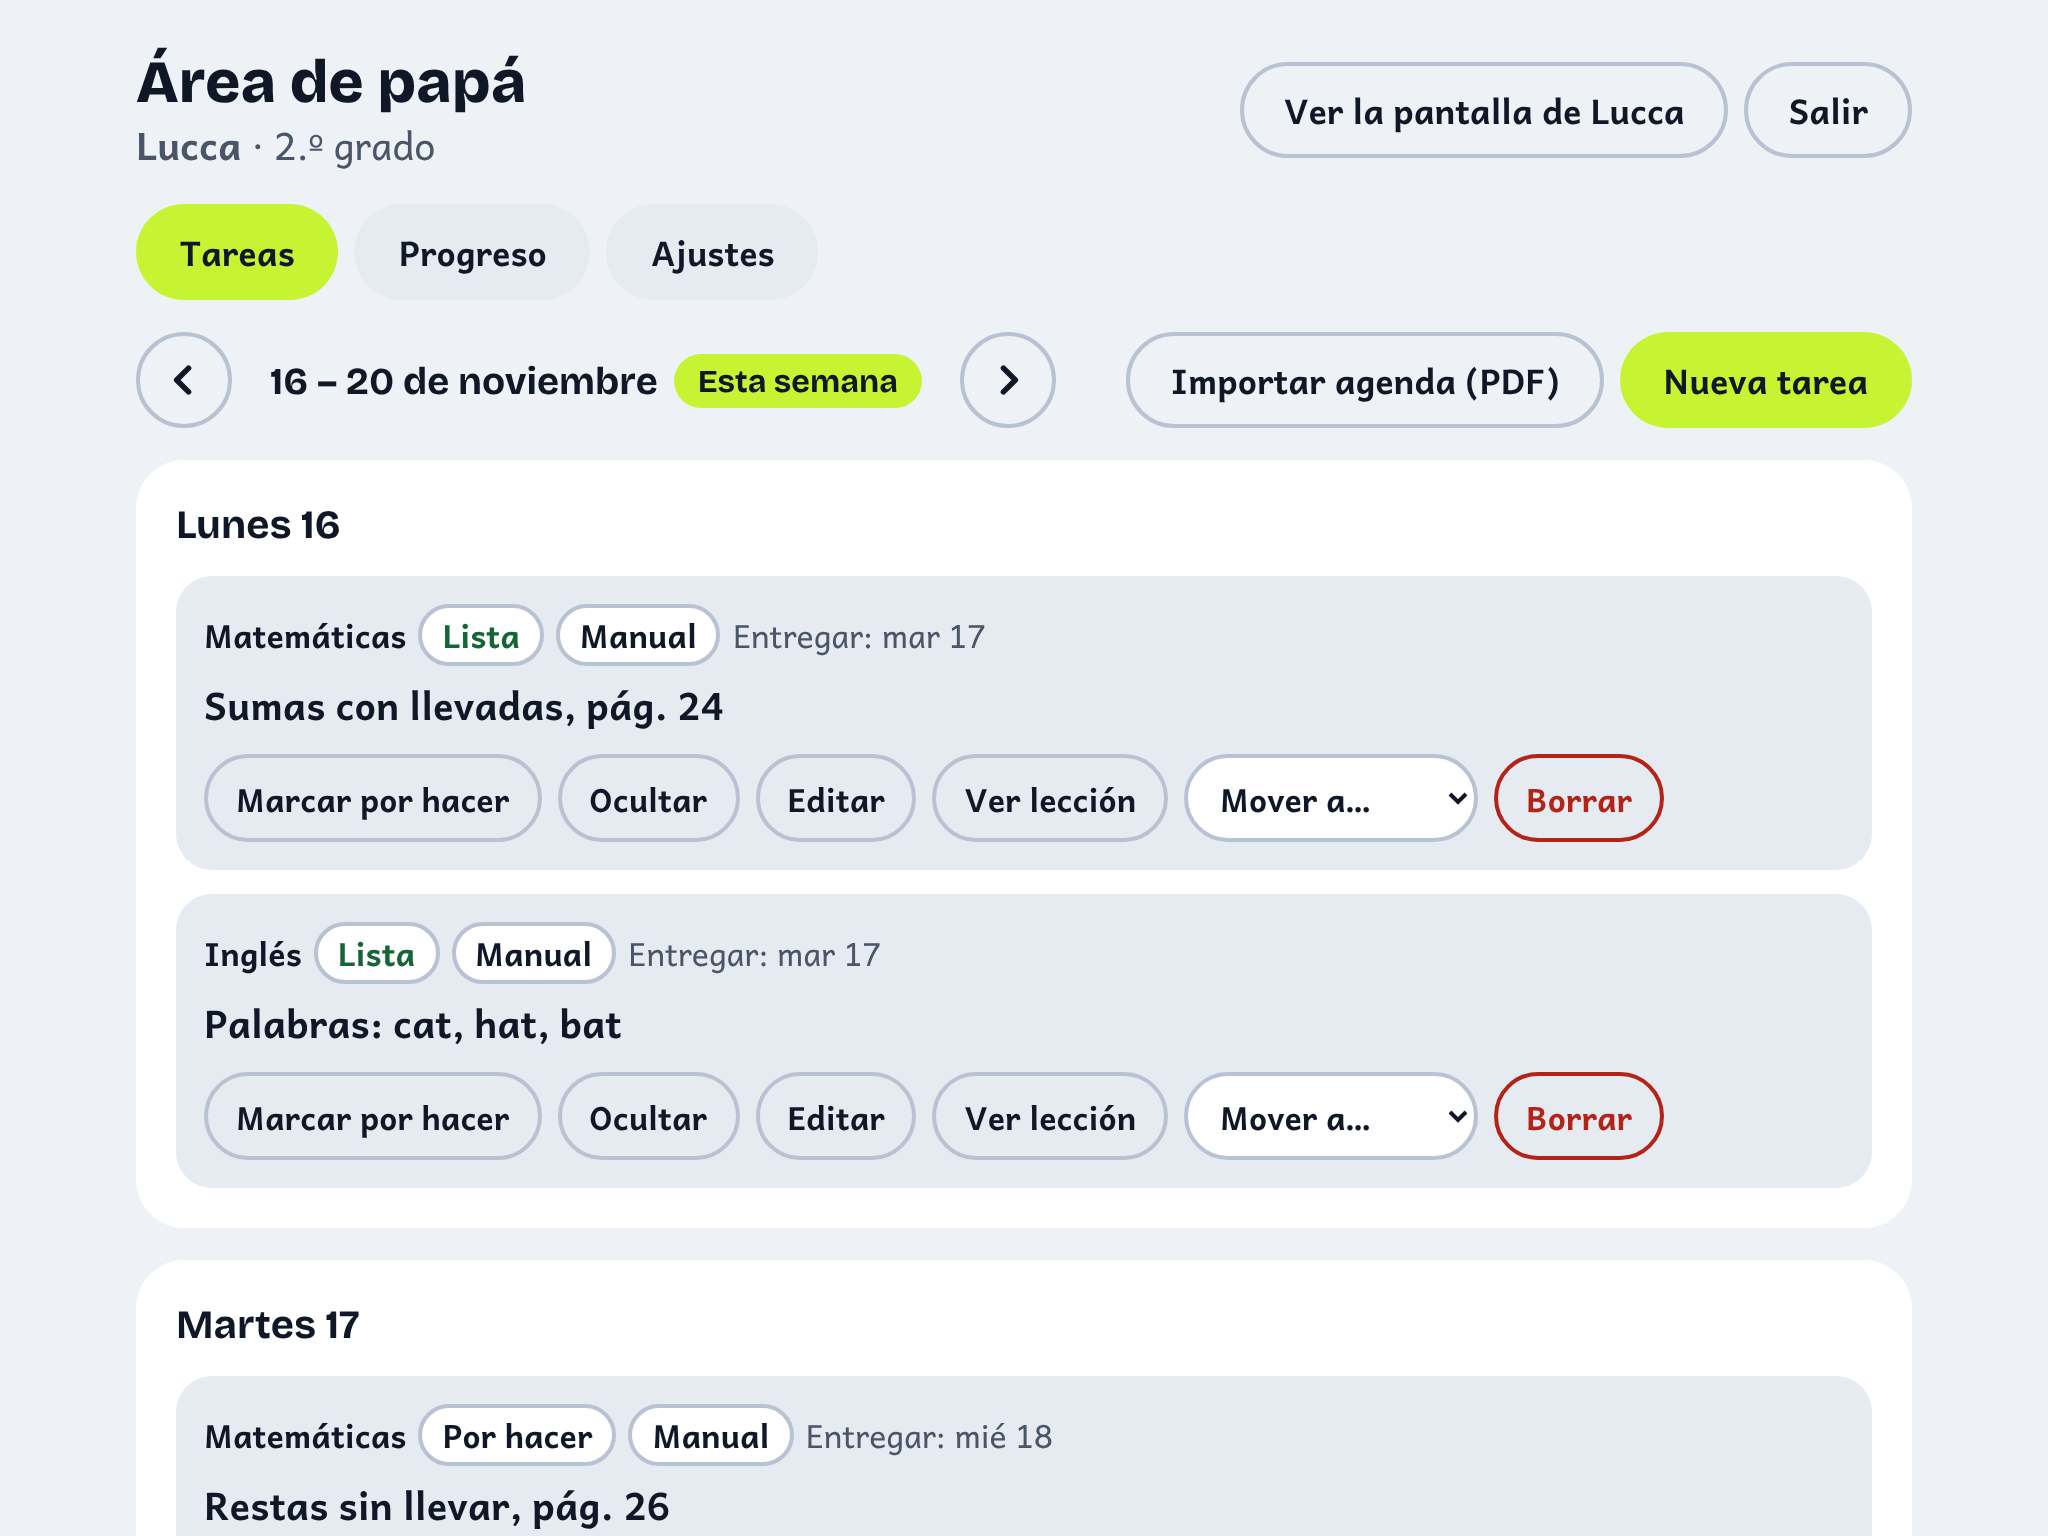 Área de papá
Lucca · 2.º grado
Ver la pantalla de Lucca
Salir
Tareas
Progreso
Ajustes
16 – 20 de noviembre
Esta semana
Importar agenda (PDF)
Nueva tarea
Lunes 16
Matemáticas Lista Manual Entregar: mar 17
Sumas con llevadas, pág. 24
Marcar por hacer Ocultar Editar Ver lección Mover a... Borrar
Inglés Lista Manual Entregar: mar 17
Palabras: cat, hat, bat
Marcar por hacer Ocultar Editar Ver lección Mover a... Borrar
Martes 17
Matemáticas Por hacer Manual Entregar: mié 18
Restas sin llevar, pág. 26